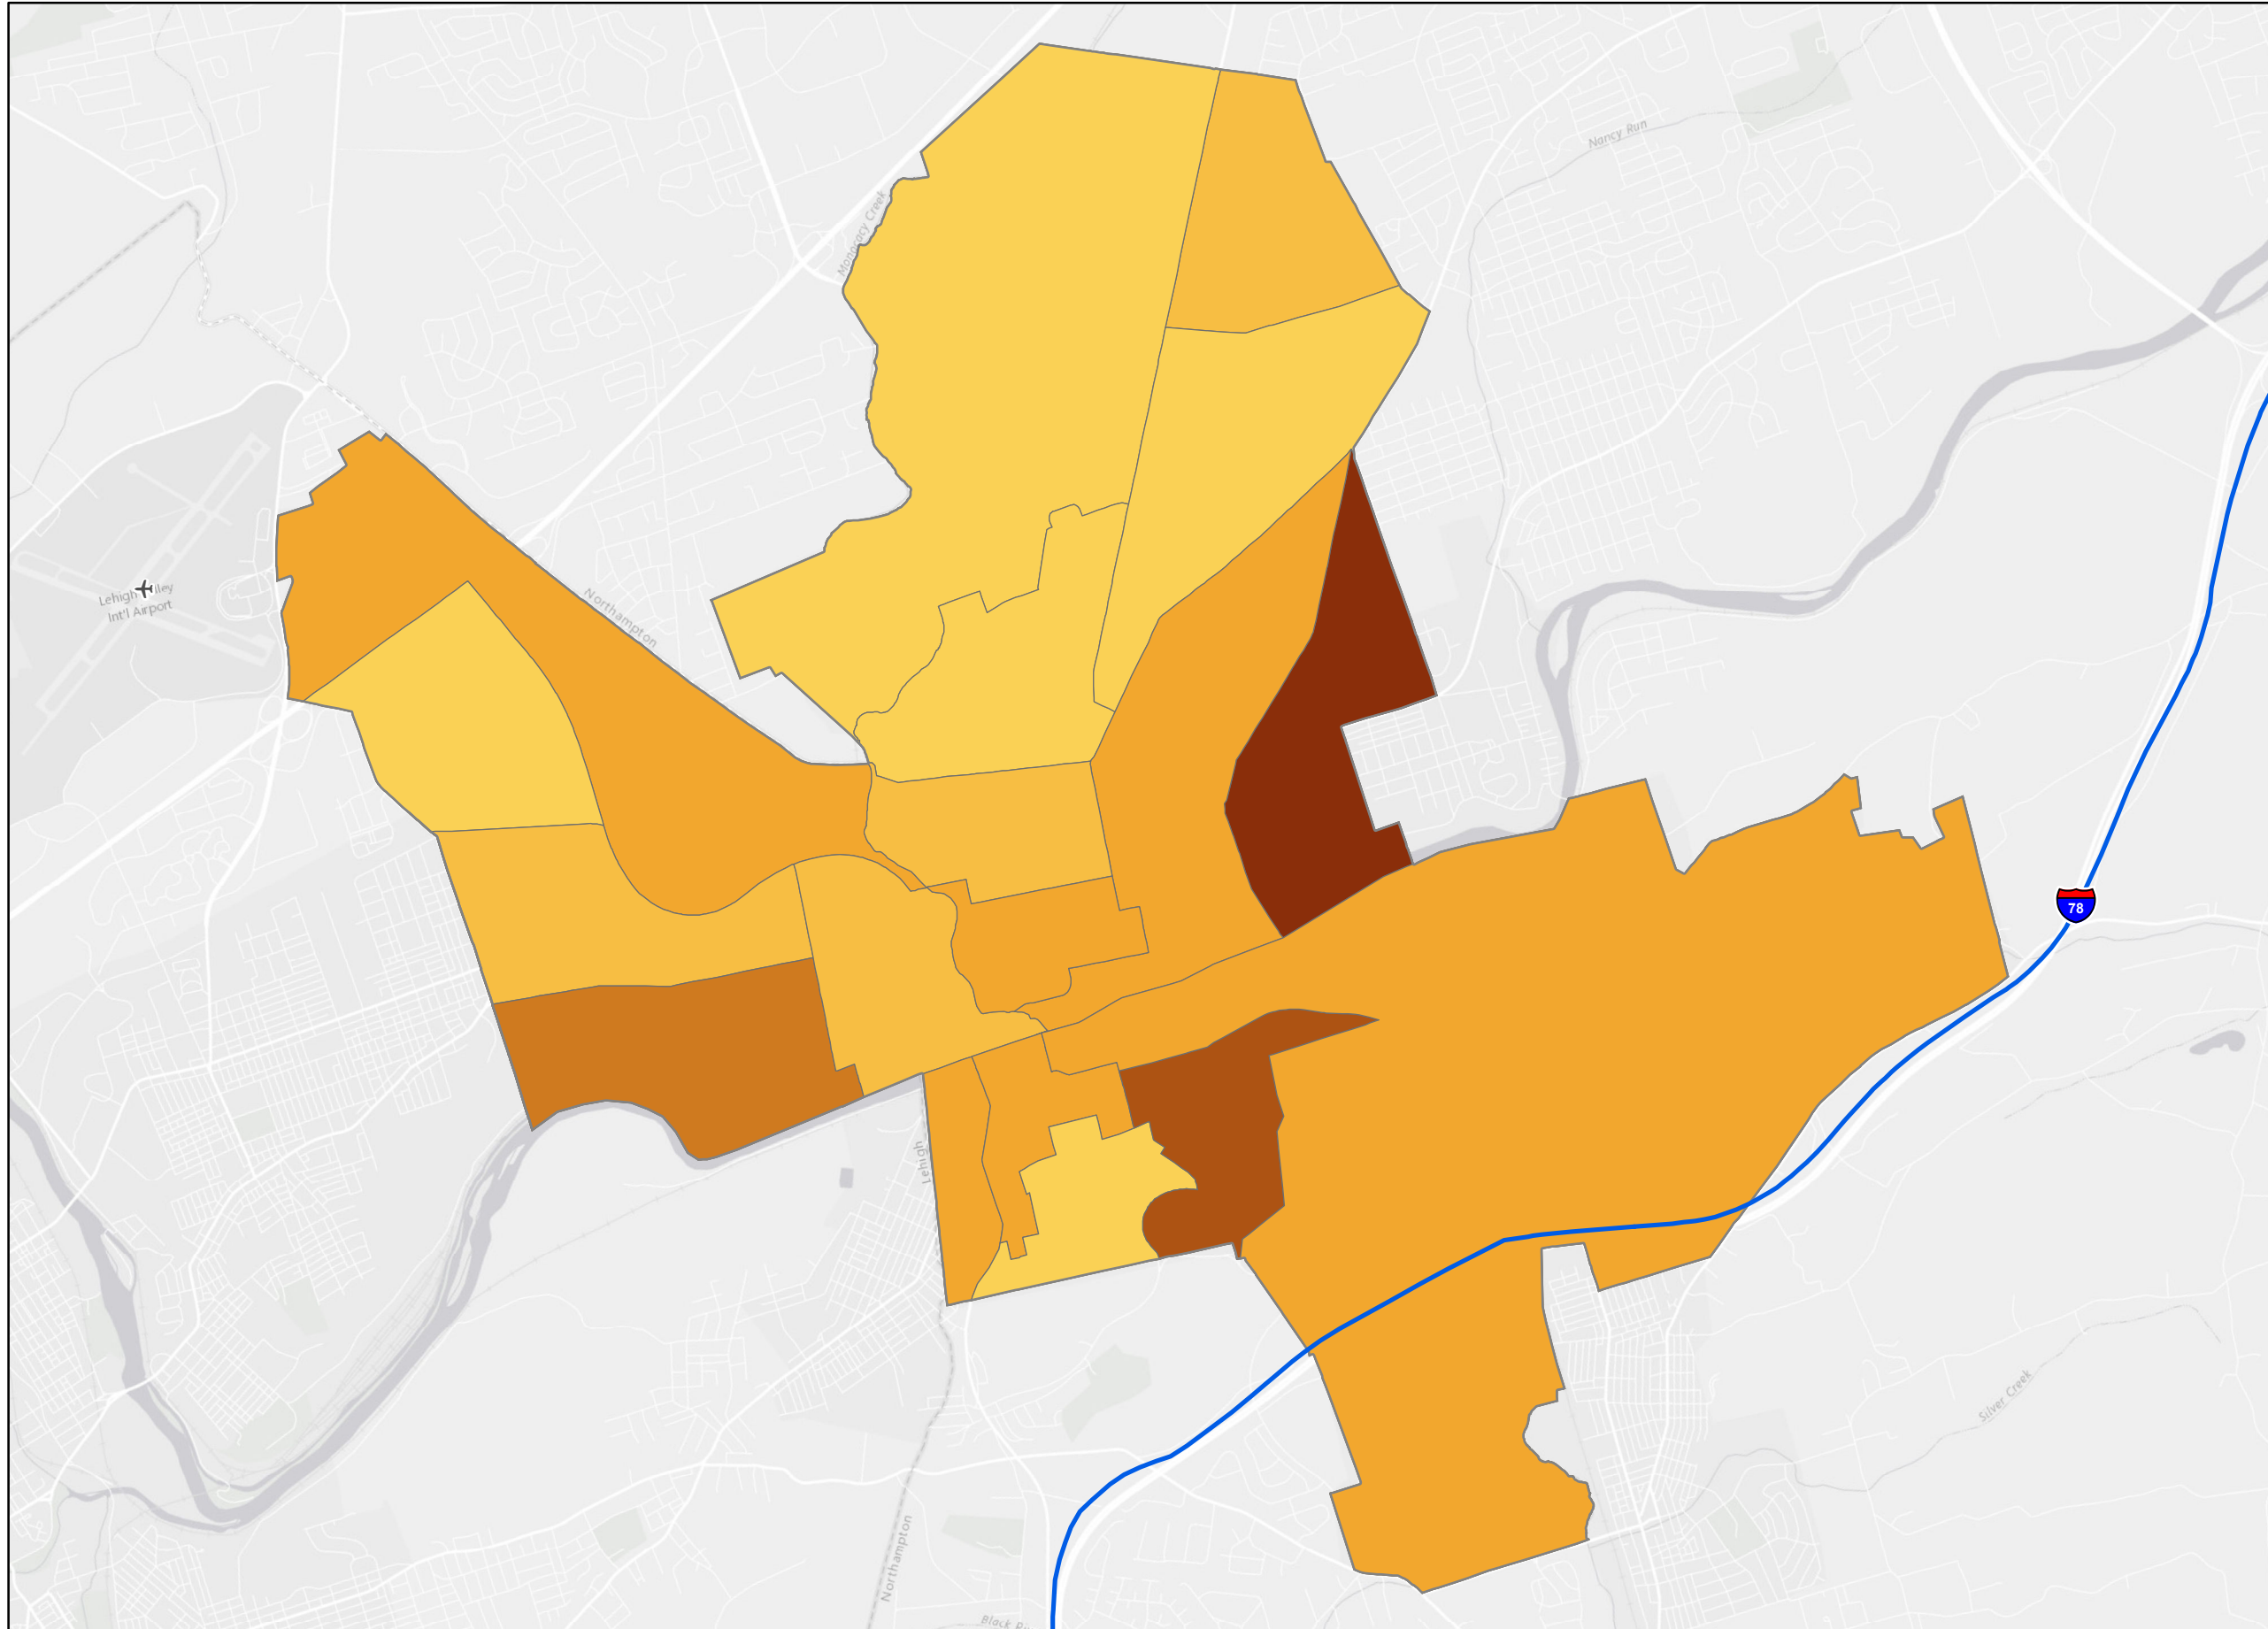 Nancy Run
Monocacy Creek
Lehigh Valley
Int'l Airport
Northampton
78
Lehigh
Silver Creek
Northampton